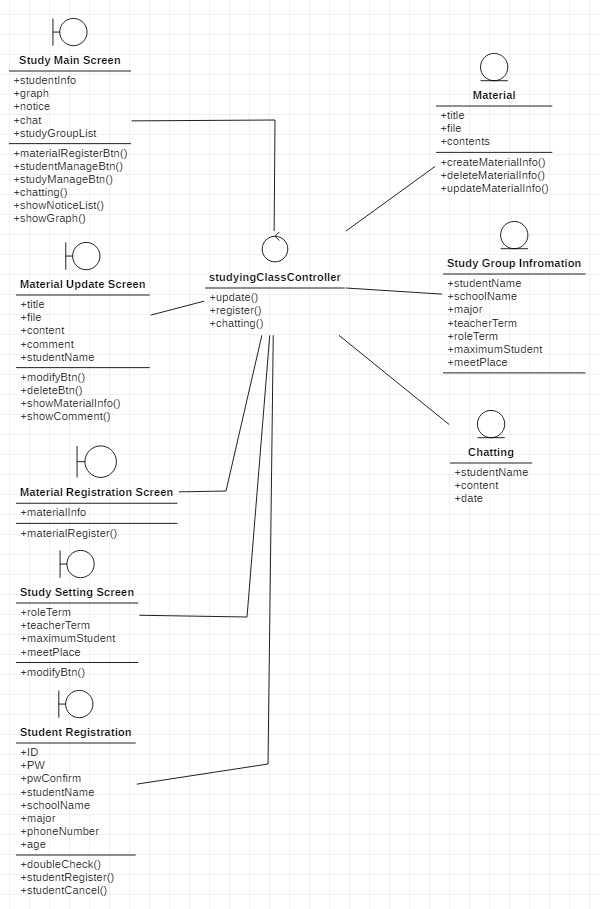 Study Main Screen
+studentInfo
+graph
+notice
+chat
+studyGroupList
+materialRegisterBtn()
+studentManageBtn()
+studyManageBtn()
+chatting()
+showNoticeList()
+showGraph()
Material Update Screen
+title
+file
+content
+comment
+studentName
+modifyBtn()
+deleteBtn()
+showMaterialInfo()
+showComment()
Material Registration Screen
+materialInfo
+materialRegister()
Study Setting Screen
+roleTerm
+teacherTerm
+maximumStudent
+meetPlace
+modifyBtn()
Student Registration
+ID
+PW
+pwConfirm
+studentName
+schoolName
+major
+phoneNumber
+age
+doubleCheck()
+studentRegister()
+studentCancel()
studyingClassController
+update()
+register()
+chatting()
Material
+title
+file
+contents
+createMaterialInfo()
+deleteMaterialInfo()
+updateMaterialInfo()
Study Group Infromation
+studentName
+schoolName
+major
+teacherTerm
+roleTerm
+maximumStudent
+meetPlace
Chatting
+studentName
+content
+date